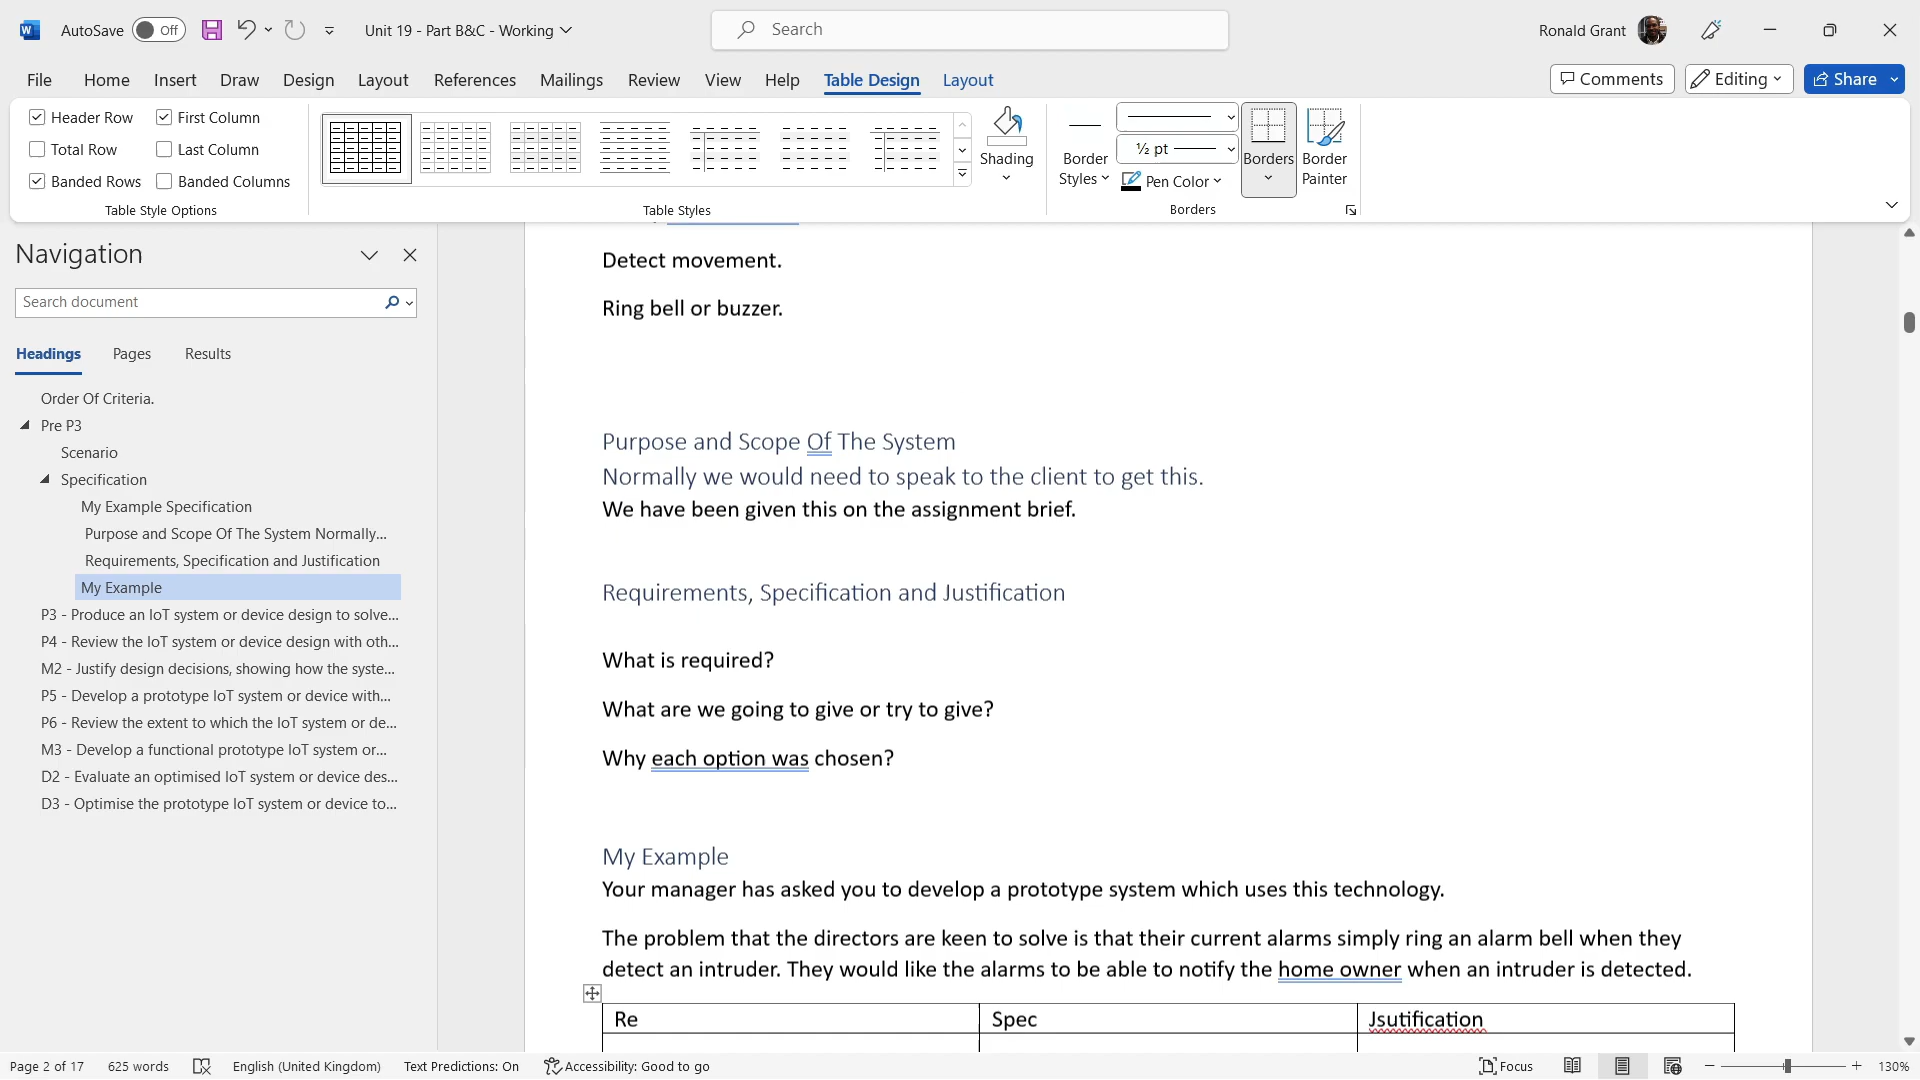 AutoSave Off Unit 19 - Part B&C - Working Search Ronald Grant
File Home Insert Draw Design Layout References Mailings Review View Help Table Design Layout Comments Editing Share
Header Row First Column
Total Row Last Column
Banded Rows Banded Columns
Table Style Options
Table Styles
Shading
Border Styles
½ pt
Pen Color
Borders
Border Painter
Borders
Navigation
Search document
Headings Pages Results
Order Of Criteria.
Pre P3
Scenario
Specification
My Example Specification
Purpose and Scope Of The System Normally...
Requirements, Specification and Justification
My Example
P3 - Produce an IoT system or device design to solve...
P4 - Review the IoT system or device design with oth...
M2 - Justify design decisions, showing how the syste...
P5 - Develop a prototype IoT system or device with...
P6 - Review the extent to which the IoT system or de...
M3 - Develop a functional prototype IoT system or...
D2 - Evaluate an optimised IoT system or device des...
D3 - Optimise the prototype IoT system or device to...
Detect movement.
Ring bell or buzzer.
Purpose and Scope Of The System
Normally we would need to speak to the client to get this.
We have been given this on the assignment brief.
Requirements, Specification and Justification
What is required?
What are we going to give or try to give?
Why each option was chosen?
My Example
Your manager has asked you to develop a prototype system which uses this technology.
The problem that the directors are keen to solve is that their current alarms simply ring an alarm bell when they
detect an intruder. They would like the alarms to be able to notify the home owner when an intruder is detected.
Re Spec Jsutification
Page 2 of 17 625 words English (United Kingdom) Text Predictions: On Accessibility: Good to go Focus 130%